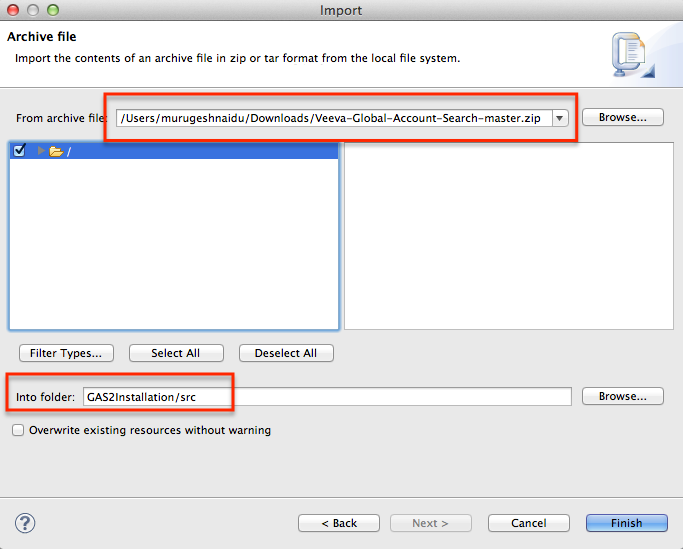 Import
Archive file
Import the contents of an archive file in zip or tar format from the local file system.
From archive file: /Users/murugeshnaidu/Downloads/Veeva-Global-Account-Search-master.zip Browse...
/
Filter Types... Select All Deselect All
Into folder: GAS2Installation/src Browse...
Overwrite existing resources without warning
? < Back Next > Cancel Finish